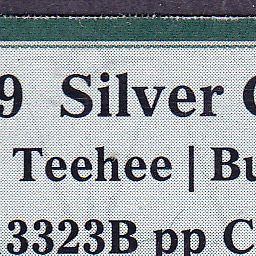 9 Silver C
Teehee | Bu
3323B pp C